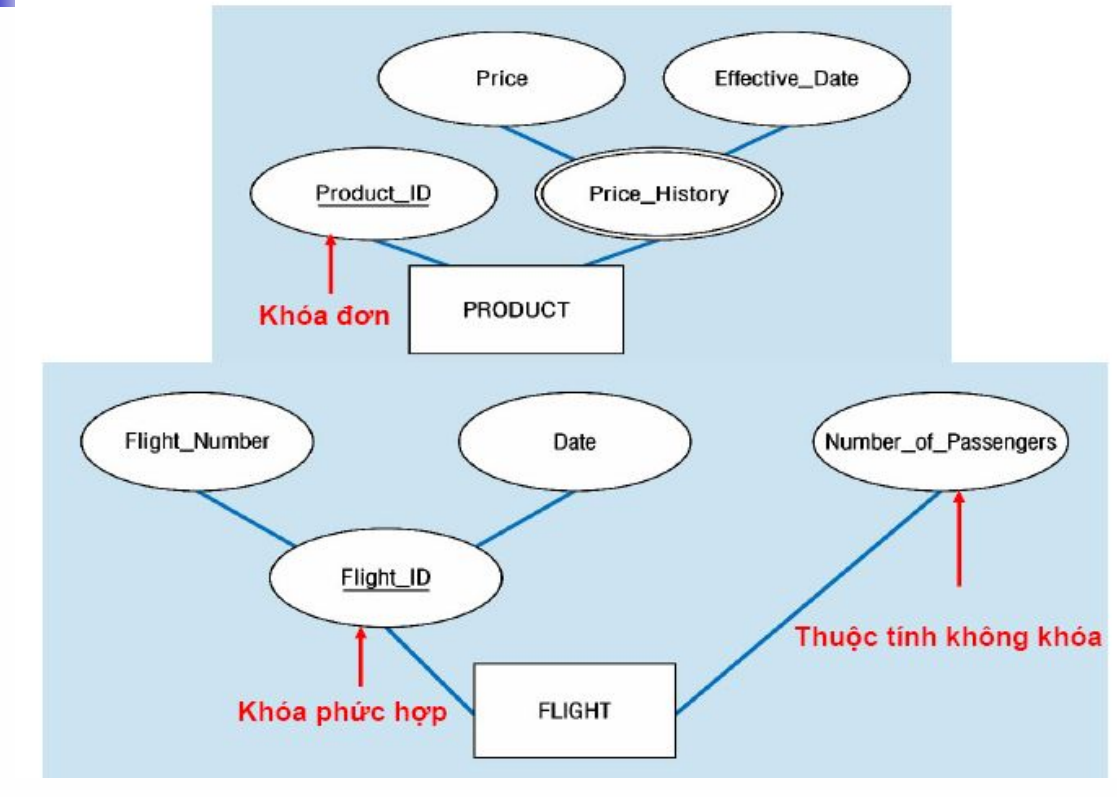 Price
Effective_Date
Product_ID
Price_History
Khóa đơn
PRODUCT
Flight_Number
Date
Number_of_Passengers
Flight_ID
Thuộc tính không khóa
Khóa phức hợp
FLIGHT